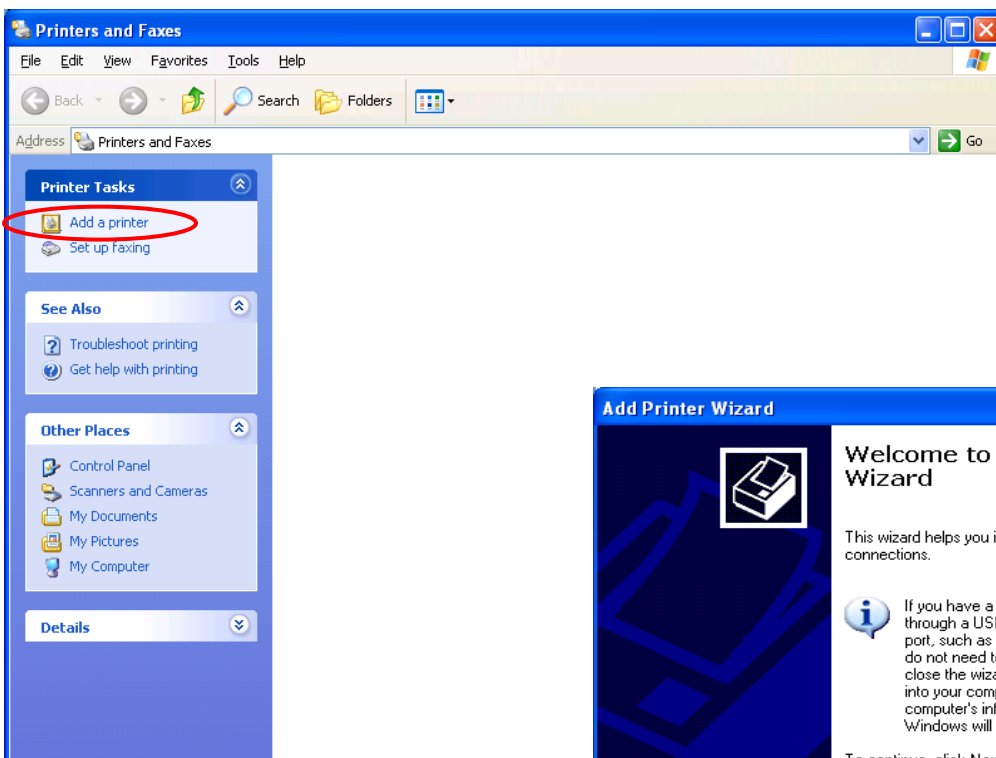 Printers and Faxes
File Edit View Favorites Tools Help
Back Search Folders
Address Printers and Faxes Go
Printer Tasks
Add a printer
Set up faxing
See Also
Troubleshoot printing
Get help with printing
Other Places
Control Panel
Scanners and Cameras
My Documents
My Pictures
My Computer
Details
Add Printer Wizard
Welcome to
Wizard
This wizard helps you i
connections.
If you have a
through a US
port, such as
do not need t
close the wiza
into your comp
computer's inf
Windows will